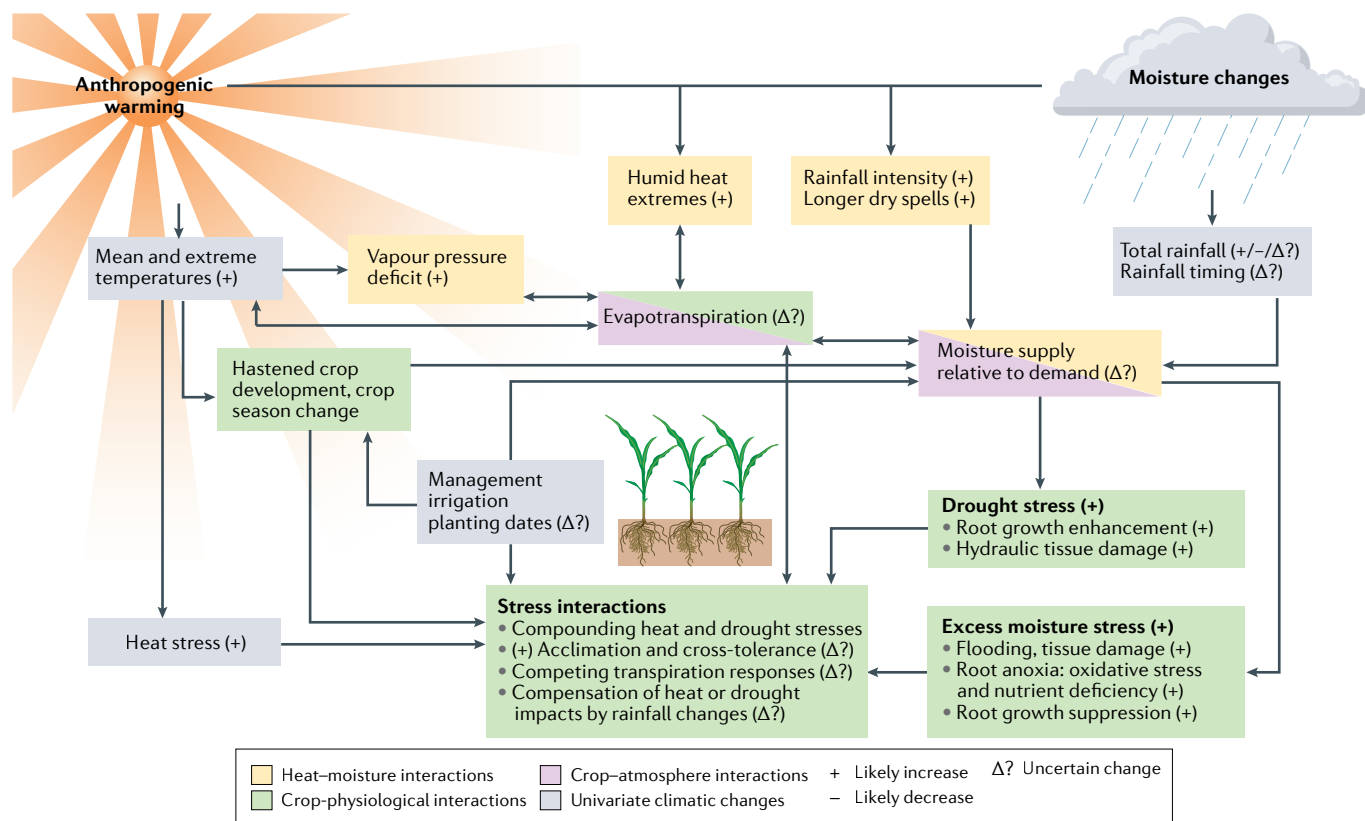 Anthropogenic
warming
Moisture changes
Humid heat
extremes (+)
Rainfall intensity (+)
Longer dry spells (+)
Mean and extreme
temperatures (+)
Vapour pressure
deficit (+)
Total rainfall (+/−/Δ?)
Rainfall timing (Δ?)
Evapotranspiration (Δ?)
Moisture supply
relative to demand (Δ?)
Hastened crop
development, crop
season change
Management
irrigation
planting dates (Δ?)
Drought stress (+)
• Root growth enhancement (+)
• Hydraulic tissue damage (+)
Heat stress (+)
Stress interactions
• Compounding heat and drought stresses
• (+) Acclimation and cross-tolerance (Δ?)
• Competing transpiration responses (Δ?)
• Compensation of heat or drought
impacts by rainfall changes (Δ?)
Excess moisture stress (+)
• Flooding, tissue damage (+)
• Root anoxia: oxidative stress
and nutrient deficiency (+)
• Root growth suppression (+)
Heat–moisture interactions
Crop-physiological interactions
Crop–atmosphere interactions
Univariate climatic changes
+ Likely increase
− Likely decrease
Δ? Uncertain change